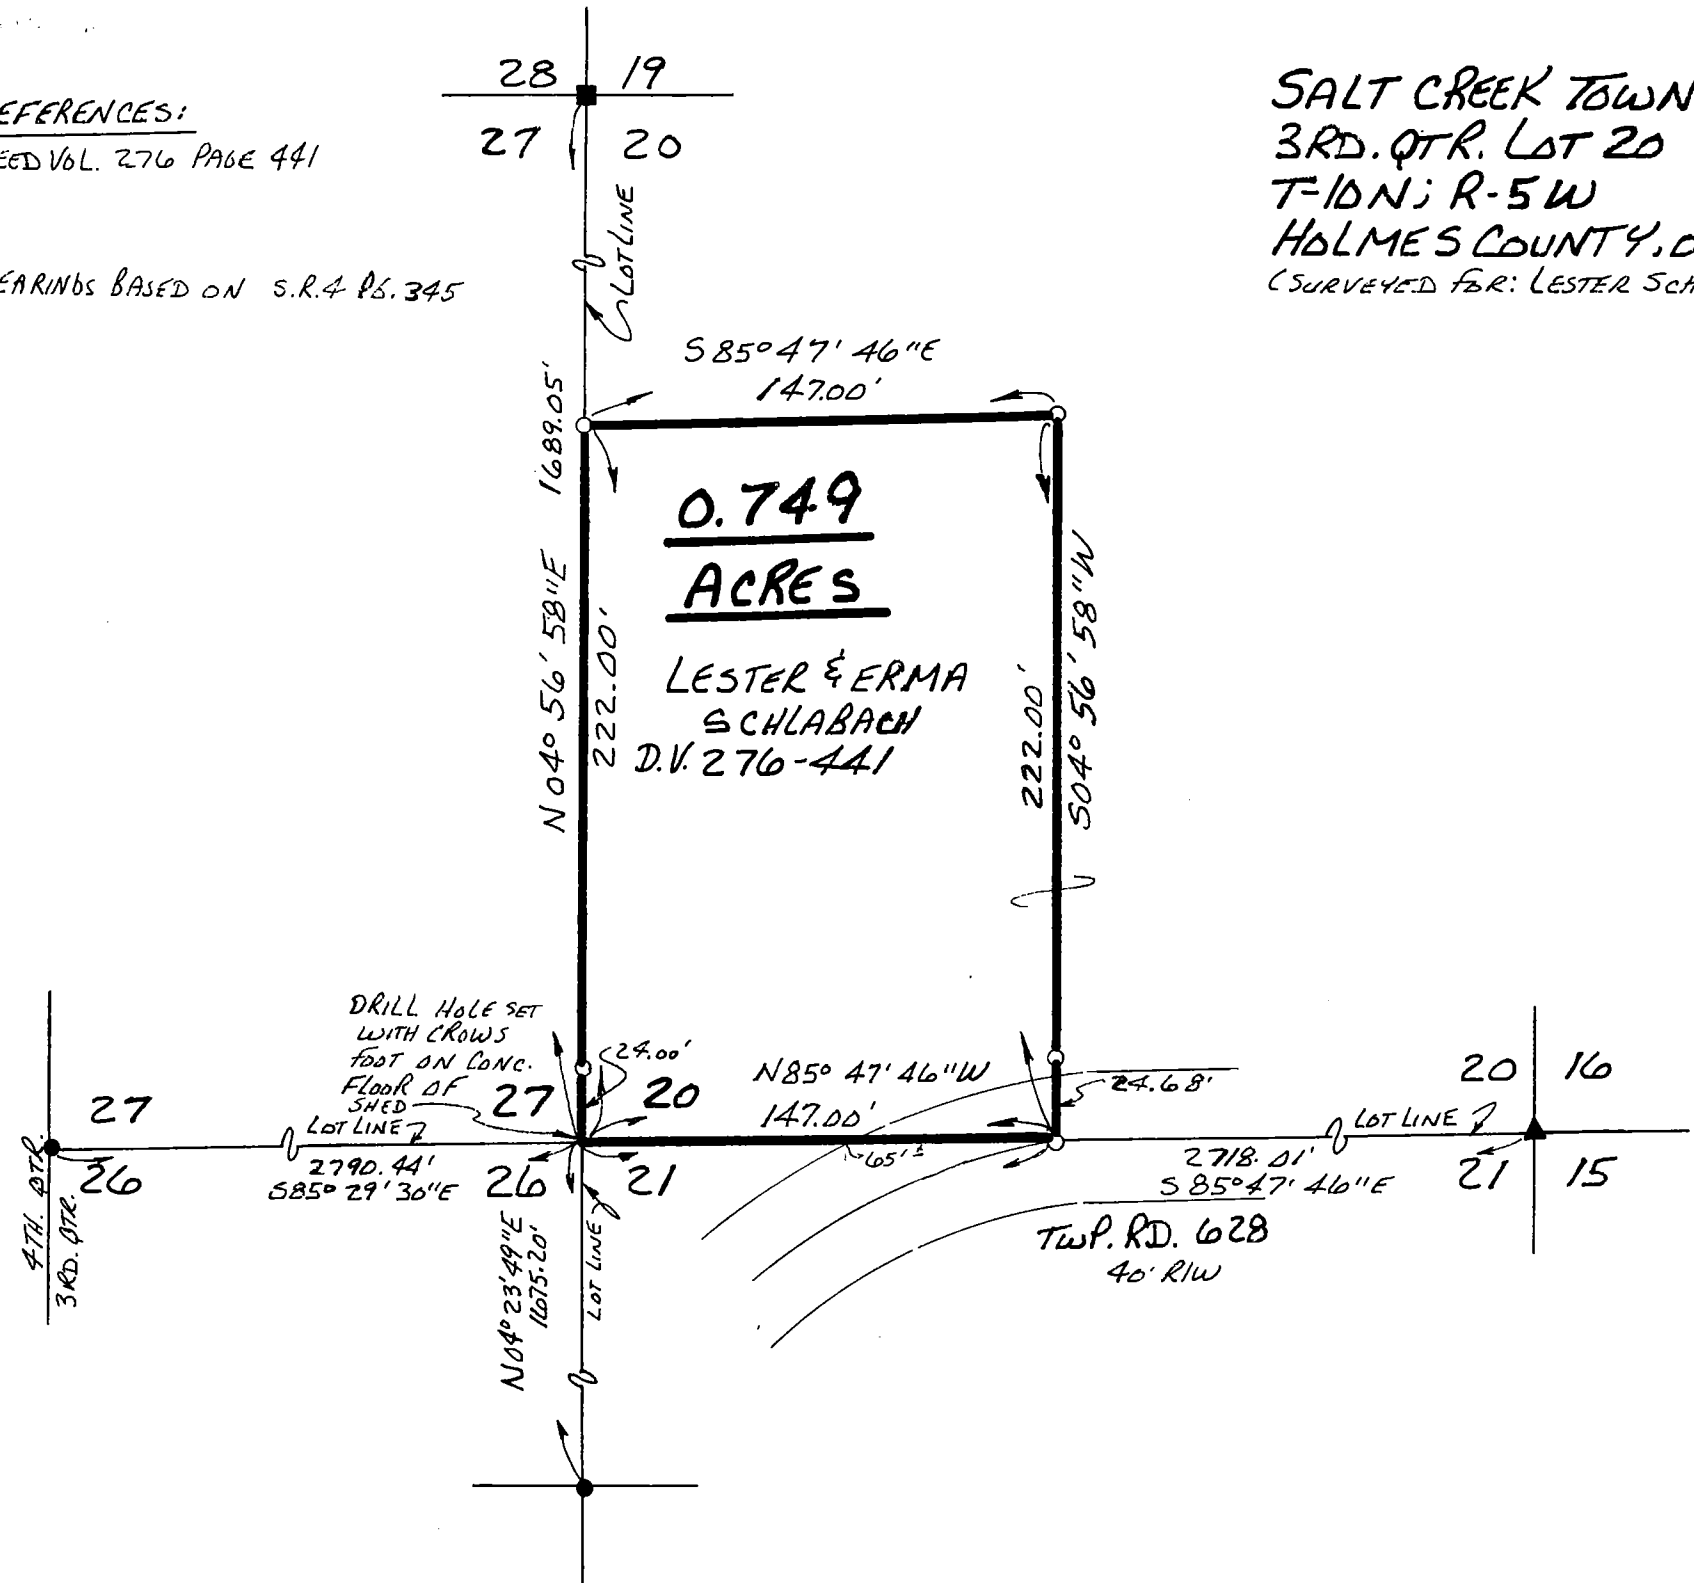 28 19
27 20
EFERENCES:
EED VOL. 276 PAGE 441
EARINGS BASED ON S.R.4 PG. 345
SALT CREEK TOWN
3RD. QTR. LOT 20
T-10N; R-5W
HOLMES COUNTY, O
(SURVEYED FOR: LESTER SCH
LOT LINE
S 85° 47' 46"E
147.00'
1689.05'
N 04° 56' 58"E
222.00'
0.749
ACRES
LESTER & ERMA
SCHLABACH
D.V. 276-441
222.00'
S04° 56' 58"W
DRILL HOLE SET
WITH CROWS
FOOT ON CONC.
FLOOR OF
SHED
24.00'
27 20
26 21
N85° 47' 46"W
147.00'
24.68'
65'±
27
26
4TH. QTR.
3RD. QTR.
LOT LINE
2790.44'
S85° 29' 30"E
N04° 23' 49"E
1675.20'
LOT LINE
20 16
21 15
LOT LINE
2718.01'
S 85° 47' 46"E
TWP. RD. 628
40' R/W